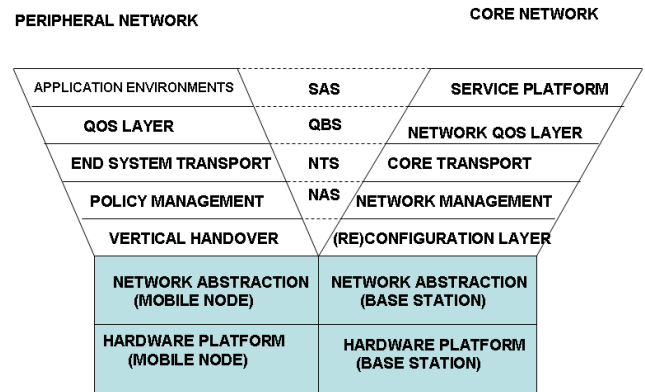 PERIPHERAL NETWORK
CORE NETWORK
APPLICATION ENVIRONMENTS
SAS
SERVICE PLATFORM
QOS LAYER
QBS
NETWORK QOS LAYER
END SYSTEM TRANSPORT
NTS
CORE TRANSPORT
POLICY MANAGEMENT
NAS
NETWORK MANAGEMENT
VERTICAL HANDOVER
(RE)CONFIGURATION LAYER
NETWORK ABSTRACTION
(MOBILE NODE)
NETWORK ABSTRACTION
(BASE STATION)
HARDWARE PLATFORM
(MOBILE NODE)
HARDWARE PLATFORM
(BASE STATION)